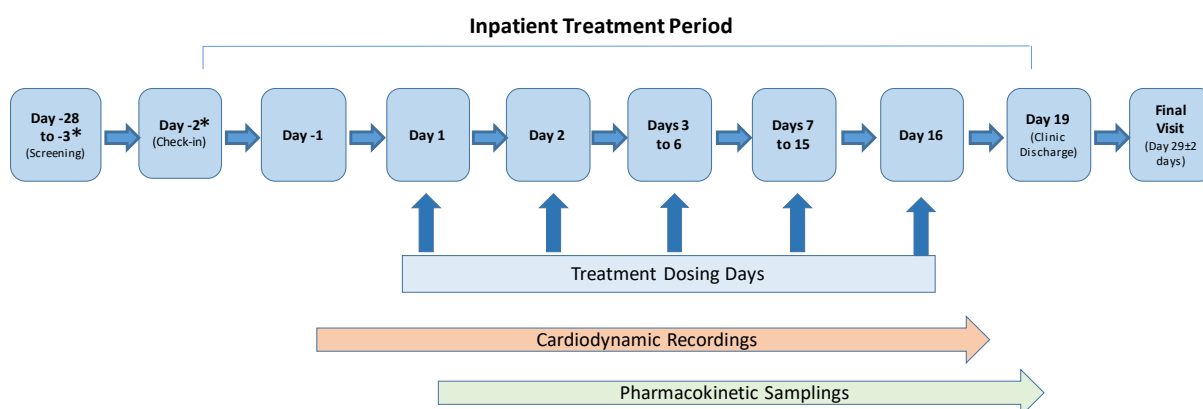 Inpatient Treatment Period
Day -28
to -3*
(Screening)
Day -2*
(Check-in)
Day -1
Day 1
Day 2
Days 3
to 6
Days 7
to 15
Day 16
Day 19
(Clinic
Discharge)
Final
Visit
(Day 29±2
days)
Treatment Dosing Days
Cardiodynamic Recordings
Pharmacokinetic Samplings